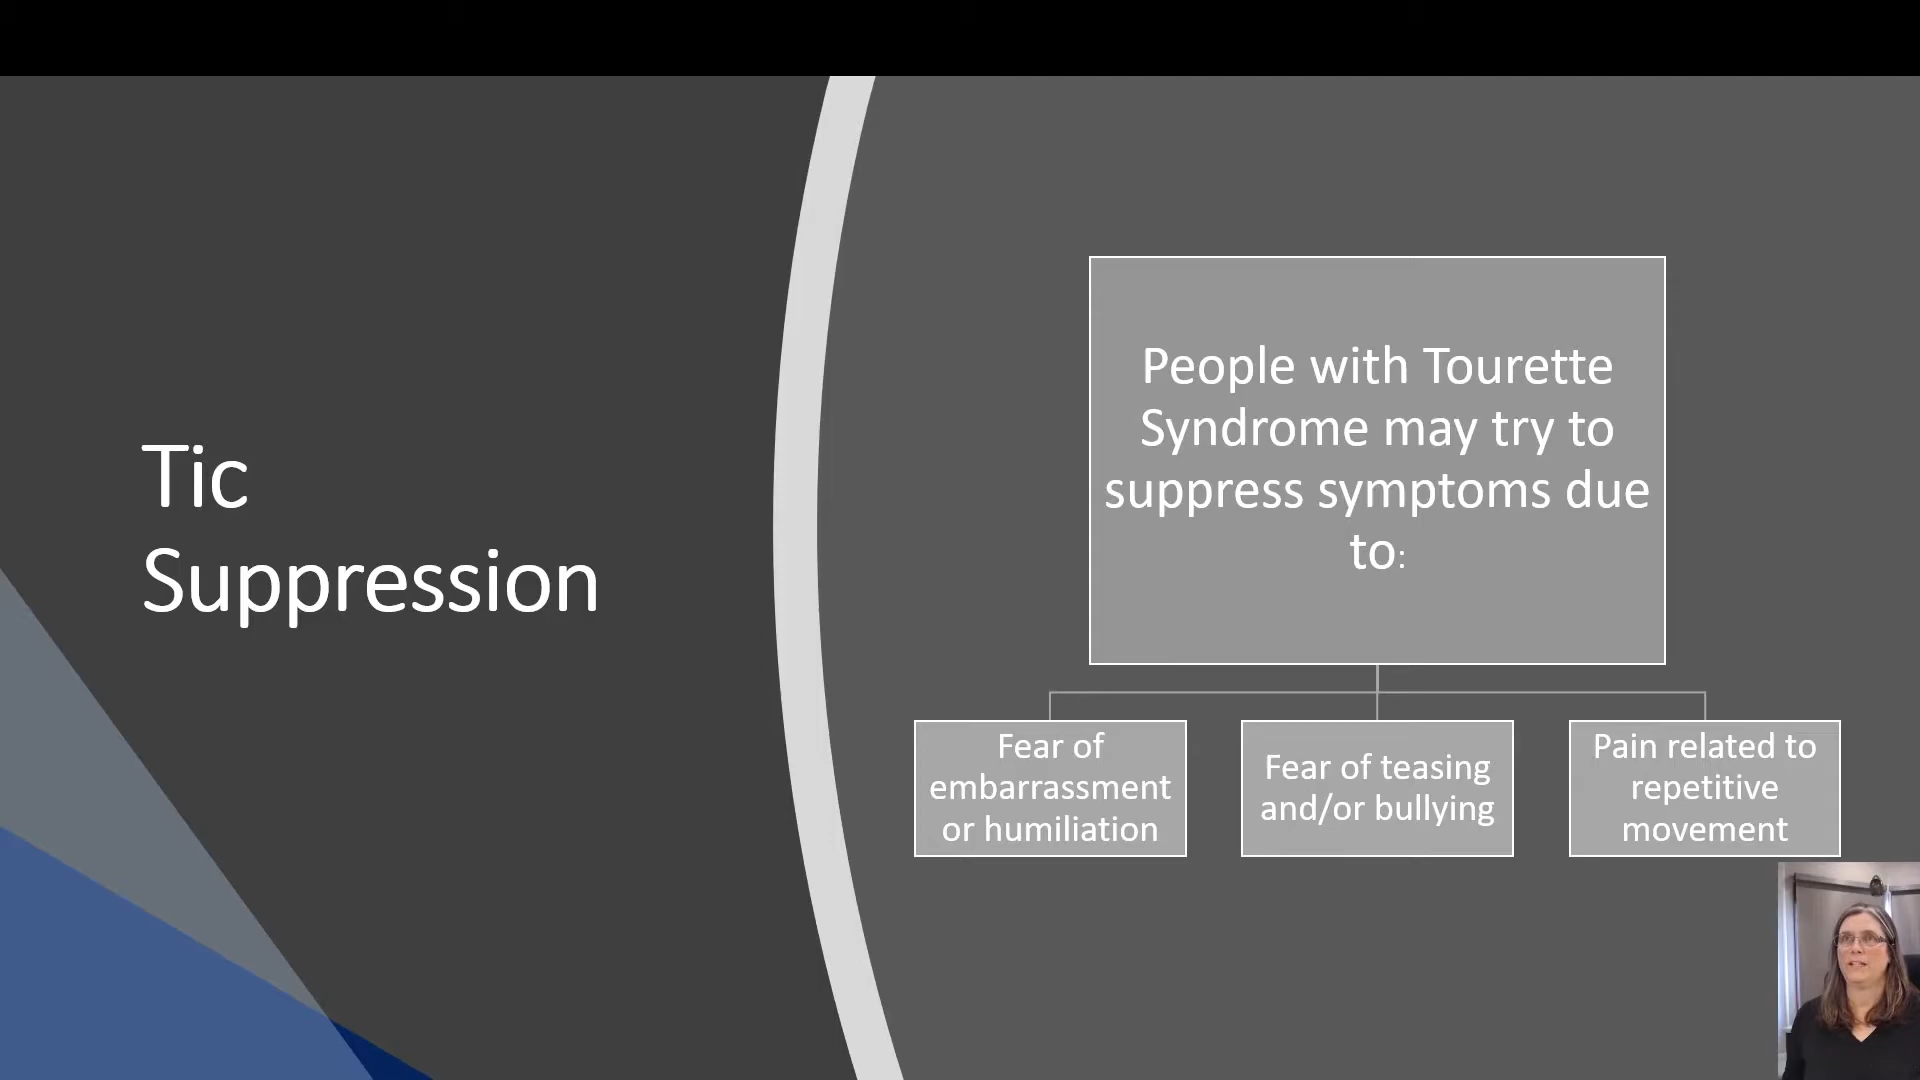 Tic
Suppression
People with Tourette
Syndrome may try to
suppress symptoms due
to:
Fear of
embarrassment
or humiliation
Fear of teasing
and/or bullying
Pain related to
repetitive
movement